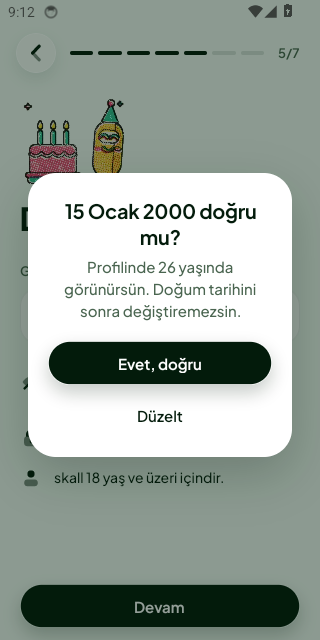 9:12
5/7
15 Ocak 2000 doğru
mu?
Profilinde 26 yaşında
görünürsün. Doğum tarihini
sonra değiştiremezsin.
Evet, doğru
Düzelt
skall 18 yaş ve üzeri içindir.
Devam